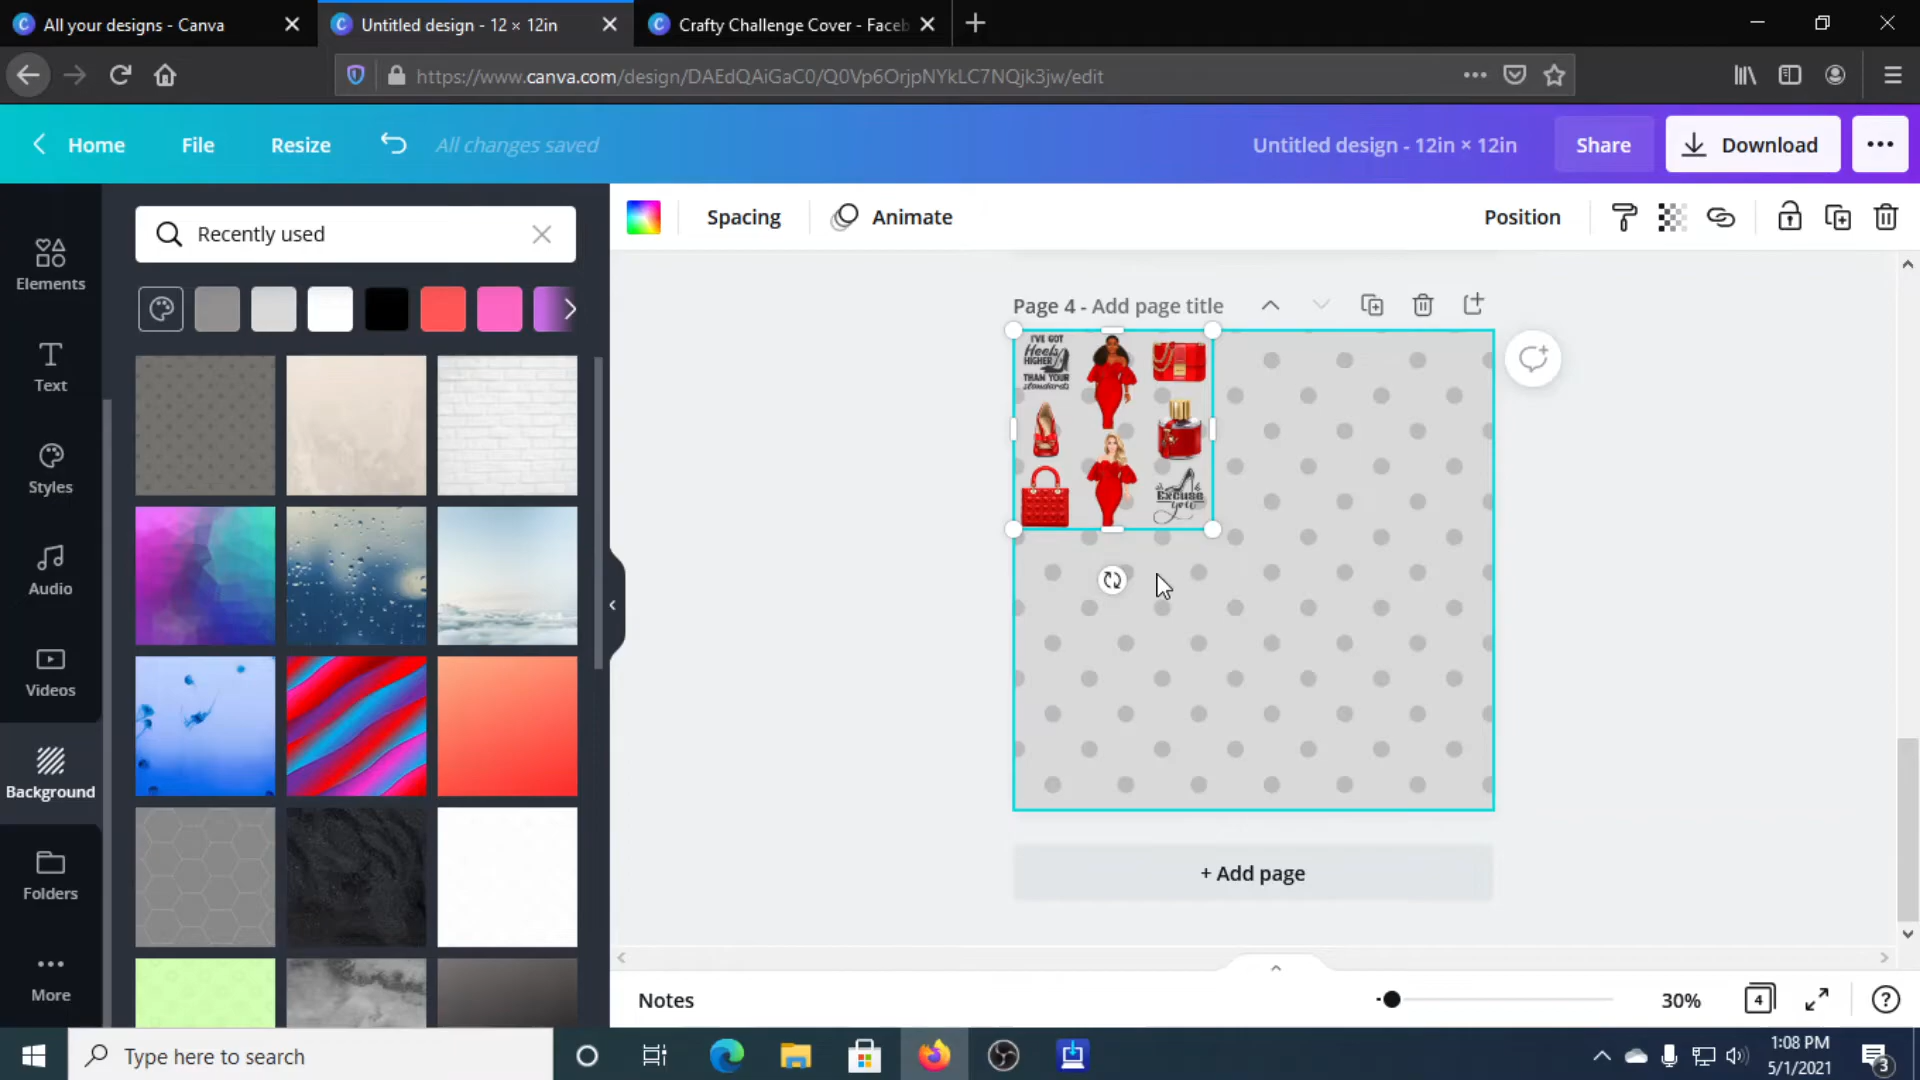 All your designs - Canva
Untitled design - 12 × 12in
Crafty Challenge Cover - Faceb
https://www.canva.com/design/DAEdQAiGaC0/Q0Vp6OrjpNYkLC7NQjk3jw/edit
Home
File
Resize
All changes saved
Untitled design - 12in × 12in
Share
Download
Elements
Text
Styles
Audio
Videos
Background
Folders
More
Recently used
Spacing
Animate
Position
Page 4 - Add page title
I'VE GOT
Heels
HIGHER
THAN YOUR
standards
Excuse
you
+ Add page
Notes
30%
4
Type here to search
1:08 PM
5/1/2021
3